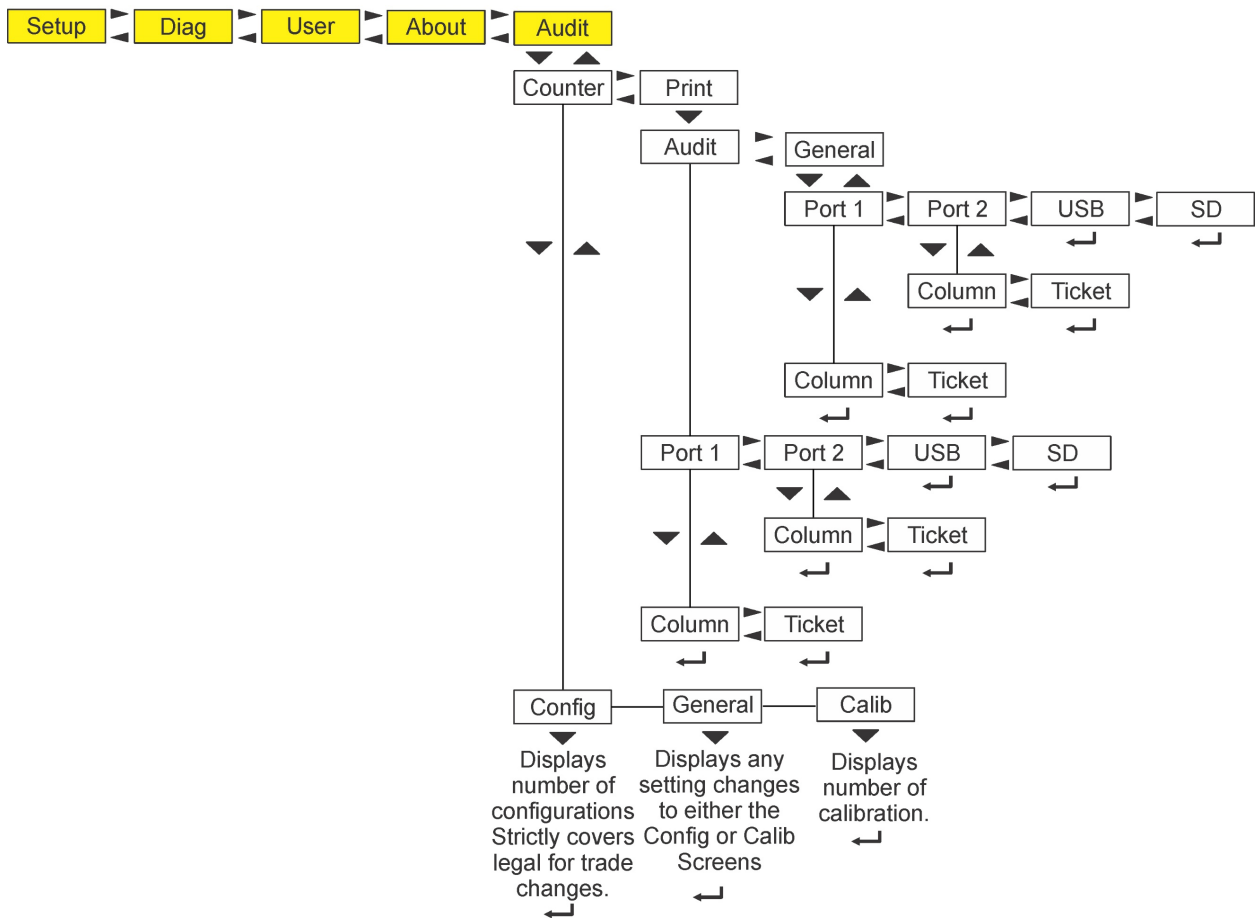 Setup
Diag
User
About
Audit
Counter
Print
Audit
General
Port 1
Port 2
USB
SD
Column
Ticket
Column
Ticket
Port 1
Port 2
USB
SD
Column
Ticket
Column
Ticket
Config
General
Calib
Displays
number of
configurations
Strictly covers
legal for trade
changes.
Displays any
setting changes
to either the
Config or Calib
Screens
Displays
number of
calibration.